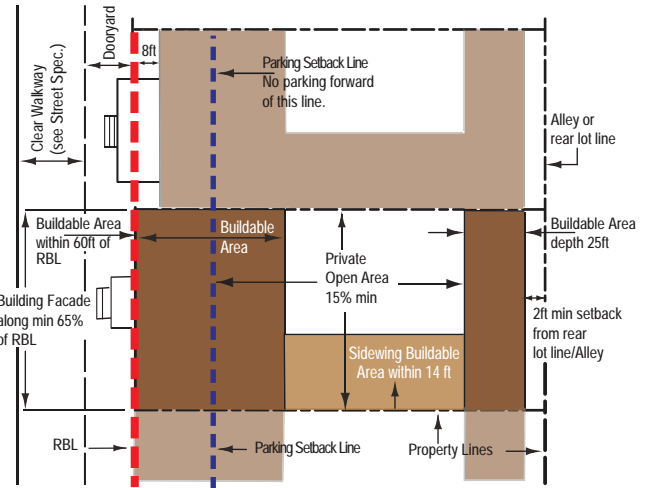 Clear Walkway
(see Street Spec.)
Dooryard
8ft
Parking Setback Line
No parking forward
of this line.
Alley or
rear lot line
Buildable Area
within 60ft of
RBL
Buildable
Area
Buildable Area
depth 25ft
Private
Open Area
15% min
Building Facade
along min 65%
of RBL
2ft min setback
from rear
lot line/Alley
Sidewing Buildable
Area within 14 ft
RBL
Parking Setback Line
Property Lines